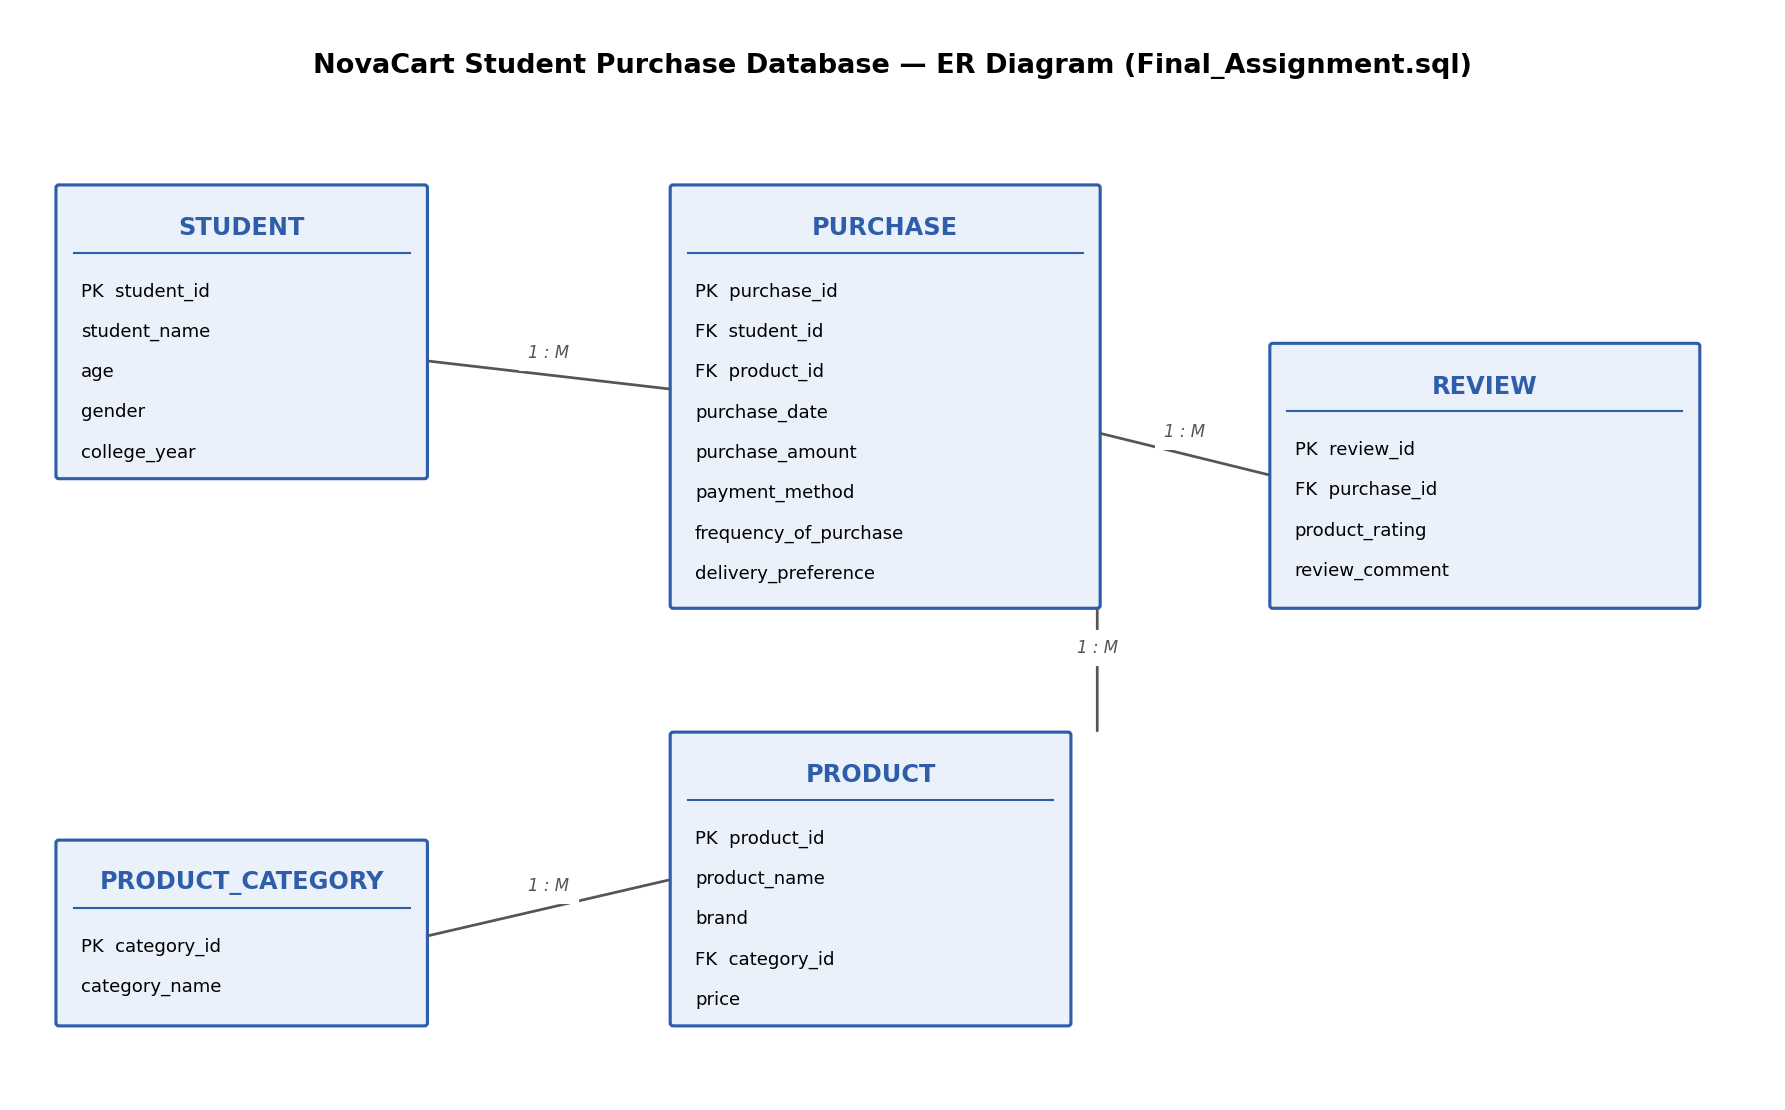 NovaCart Student Purchase Database — ER Diagram (Final_Assignment.sql)
STUDENT
PK  student_id
student_name
age
gender
college_year
1 : M
PURCHASE
PK  purchase_id
FK  student_id
FK  product_id
purchase_date
purchase_amount
payment_method
frequency_of_purchase
delivery_preference
1 : M
REVIEW
PK  review_id
FK  purchase_id
product_rating
review_comment
1 : M
PRODUCT_CATEGORY
PK  category_id
category_name
1 : M
PRODUCT
PK  product_id
product_name
brand
FK  category_id
price